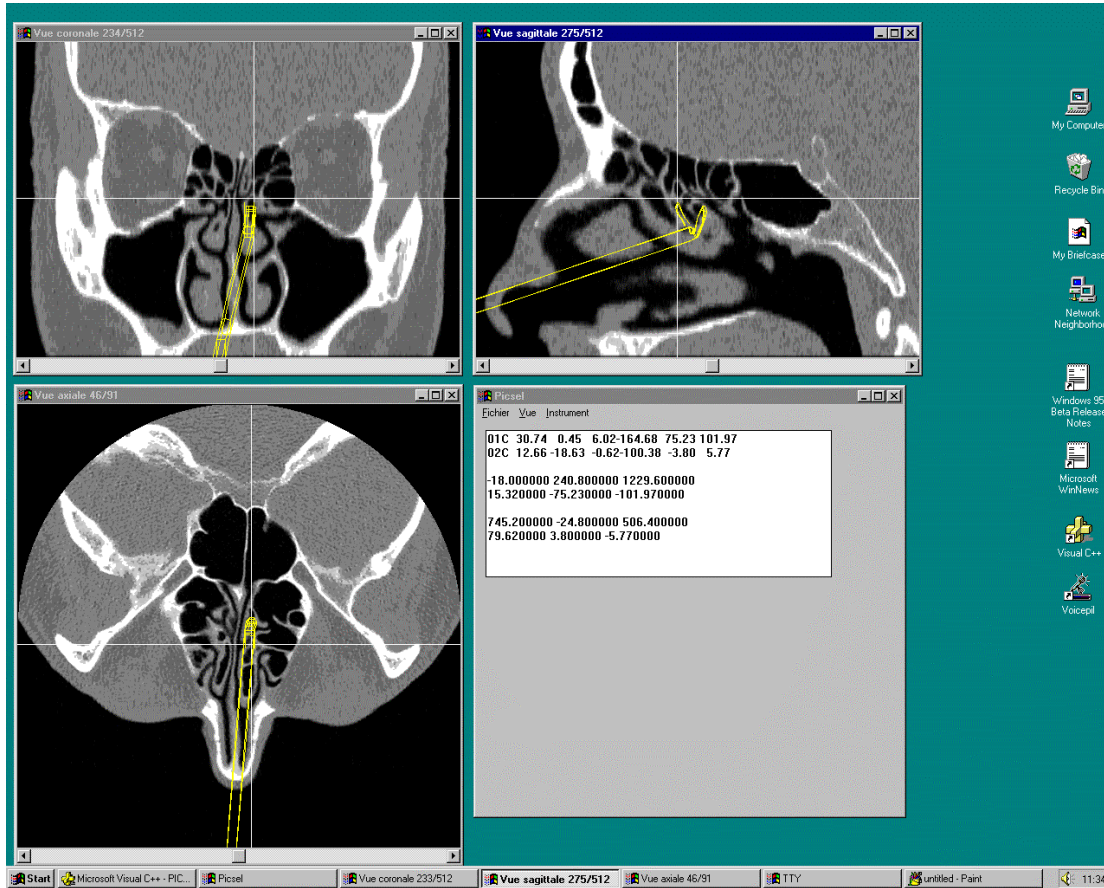 Vue coronale 234/512
Vue sagittale 275/512
My Computer
Recycle Bin
My Briefcase
Network
Neighborhoo
Windows 95
Beta Release
Notes
Microsoft
WinNews
Visual C++
Voicepil
Vue axiale 46/91
Picsel
Fichier Vue Instrument
01C 30.74 0.45 6.02-164.68 75.23 101.97
02C 12.66 -18.63 -0.62-100.38 -3.80 5.77
-18.000000 240.800000 1229.600000
15.320000 -75.230000 -101.970000
745.200000 -24.800000 506.400000
79.620000 3.800000 -5.770000
Start Microsoft Visual C++ - PIC... Picsel Vue coronale 233/512 Vue sagittale 275/512 Vue axiale 46/91 TTY untitled - Paint 11:34